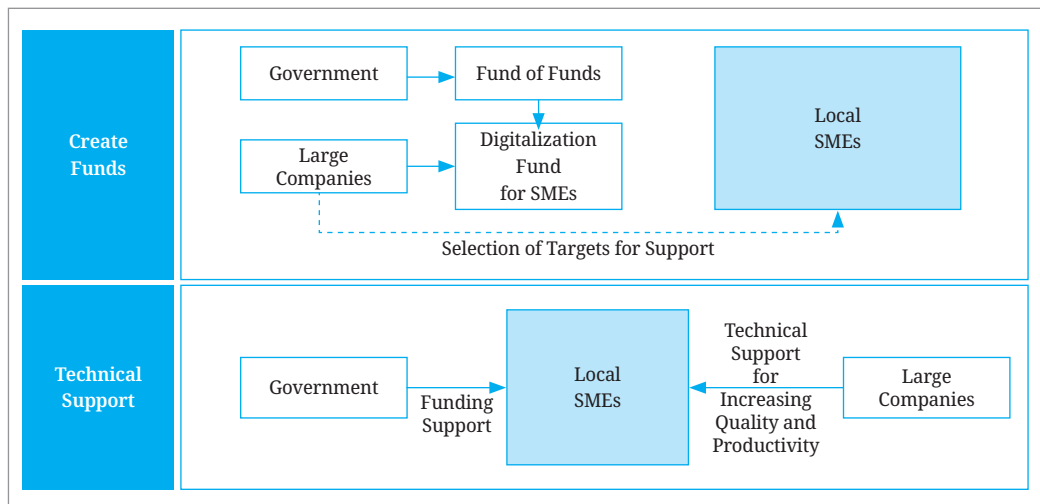 Create
Funds
Government
Fund of Funds
Large
Companies
Digitalization
Fund
for SMEs
Local
SMEs
Selection of Targets for Support
Technical
Support
Government
Funding
Support
Local
SMEs
Technical
Support
for
Increasing
Quality and
Productivity
Large
Companies